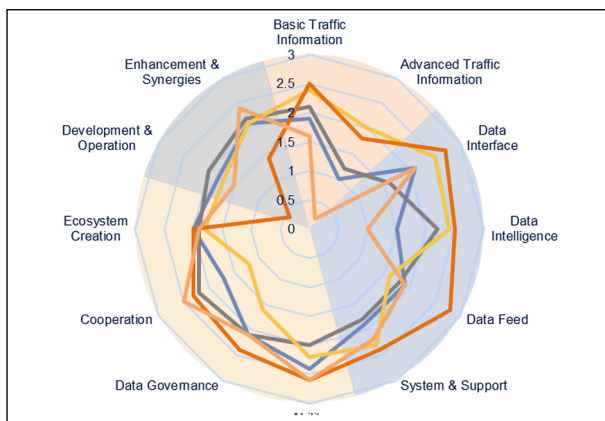 Basic Traffic
Information
Enhancement &
Synergies
Advanced Traffic
Information
3
2.5
2
1.5
1
0.5
0
Development &
Operation
Data
Interface
Ecosystem
Creation
Data
Intelligence
Cooperation
Data Feed
Data Governance
System & Support